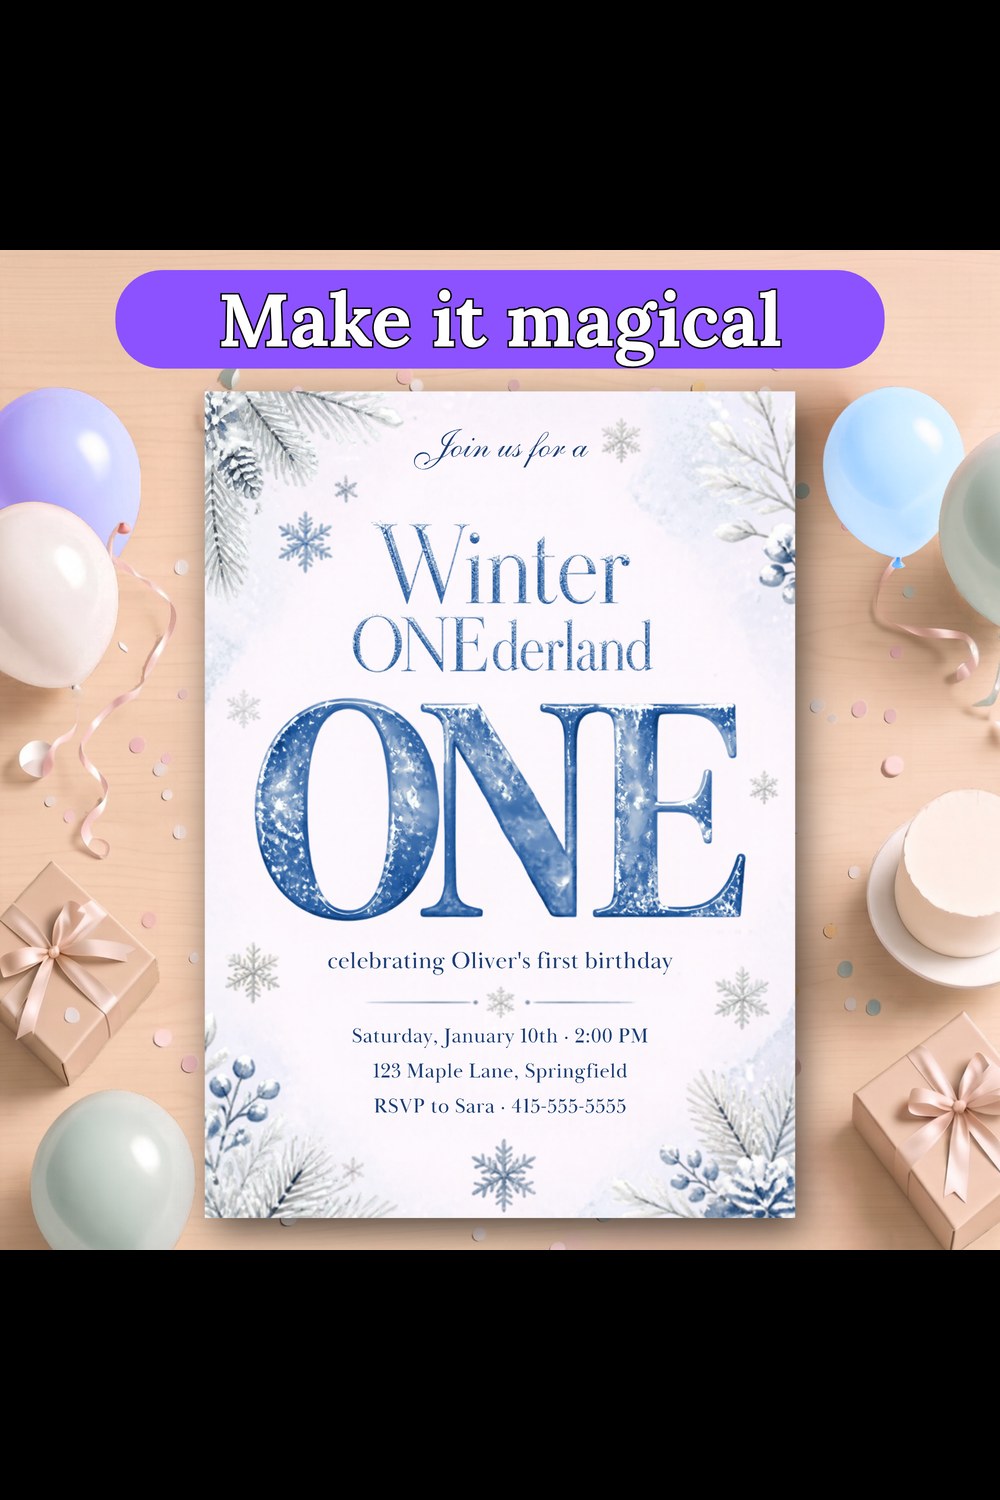 Make it magical
Join us for a
Winter
ONEderland
ONE
celebrating Oliver's first birthday
Saturday, January 10th · 2:00 PM
123 Maple Lane, Springfield
RSVP to Sara · 415-555-5555